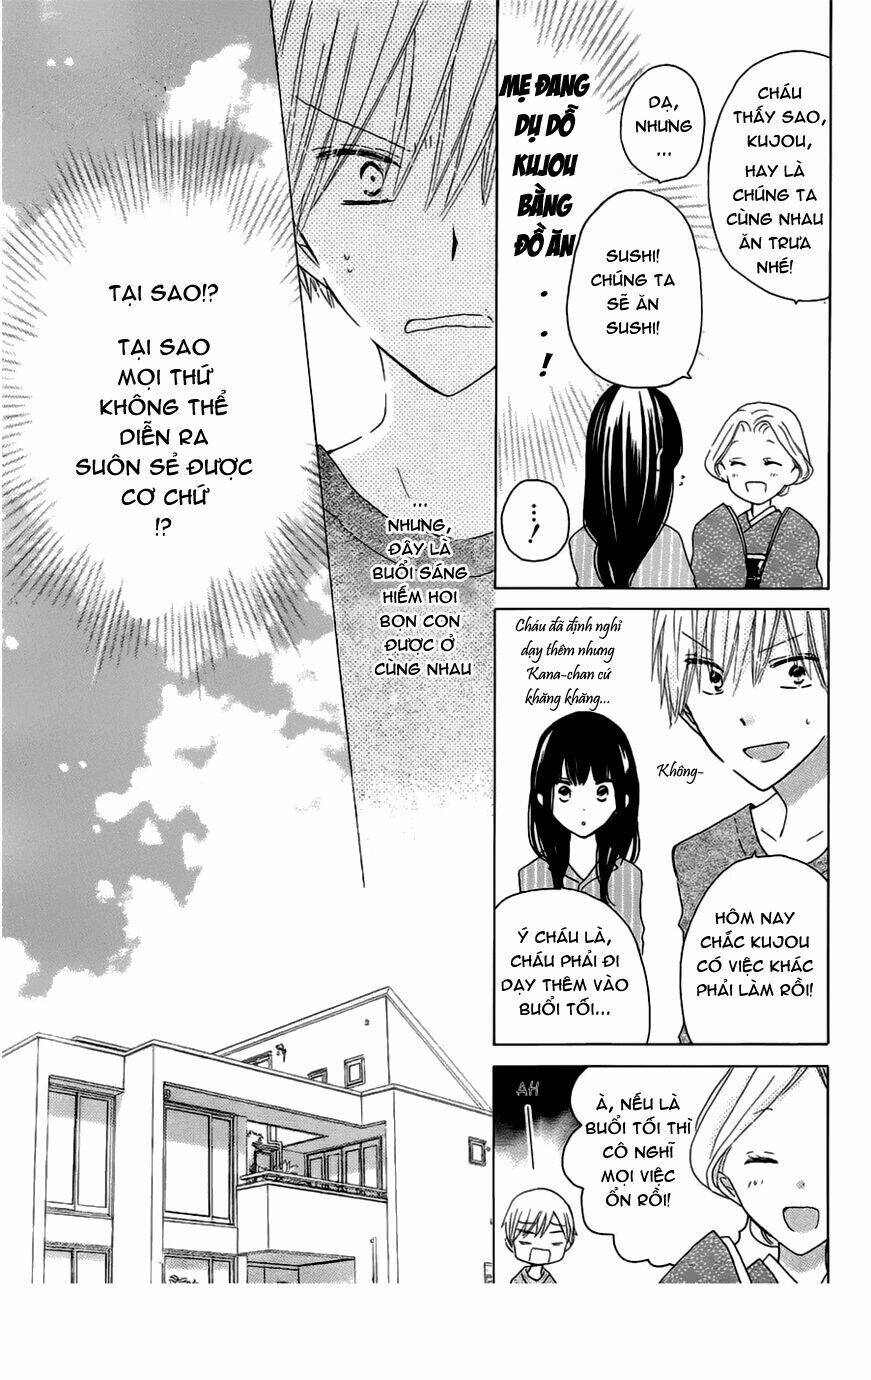 CHÁU
THẤY SAO,
KUJOU,
HAY LÀ
CHÚNG TA
CÙNG NHAU
ĂN TRƯA
NHÉ!
DẠ,
NHƯNG
...
SUSHI!
CHÚNG TA
SẼ ĂN
SUSHI!
MẸ ĐANG
DỤ DỖ
KUJOU
BẰNG
ĐỒ ĂN
...!
...!
Cháu đã định nghỉ
dạy thêm nhưng
Kana-chan cứ
khăng khăng...
Không~
HÔM NAY
CHẮC KUJOU
CÓ VIỆC KHÁC
PHẢI LÀM RỒI!
Ý CHÁU LÀ,
CHÁU PHẢI ĐI
DẠY THÊM VÀO
BUỔI TỐI...
À, NẾU LÀ
BUỔI TỐI THÌ
CÔ NGHĨ
MỌI VIỆC
ỔN RỒI!
AH
...
NHƯNG,
ĐÂY LÀ
BUỔI SÁNG
HIẾM HOI
BỌN CON
ĐƯỢC Ở
CÙNG NHAU
TẠI SAO!?
TẠI SAO
MỌI THỨ
KHÔNG THỂ
DIỄN RA
SUÔN SẺ ĐƯỢC
CƠ CHỨ
!?